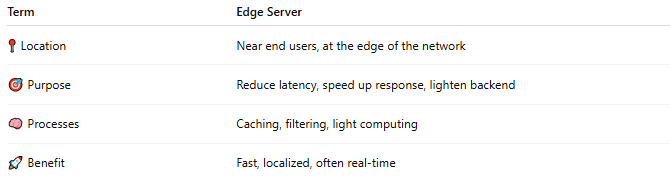 Term Edge Server
📍 Location Near end users, at the edge of the network
🎯 Purpose Reduce latency, speed up response, lighten backend
🧠 Processes Caching, filtering, light computing
🚀 Benefit Fast, localized, often real-time